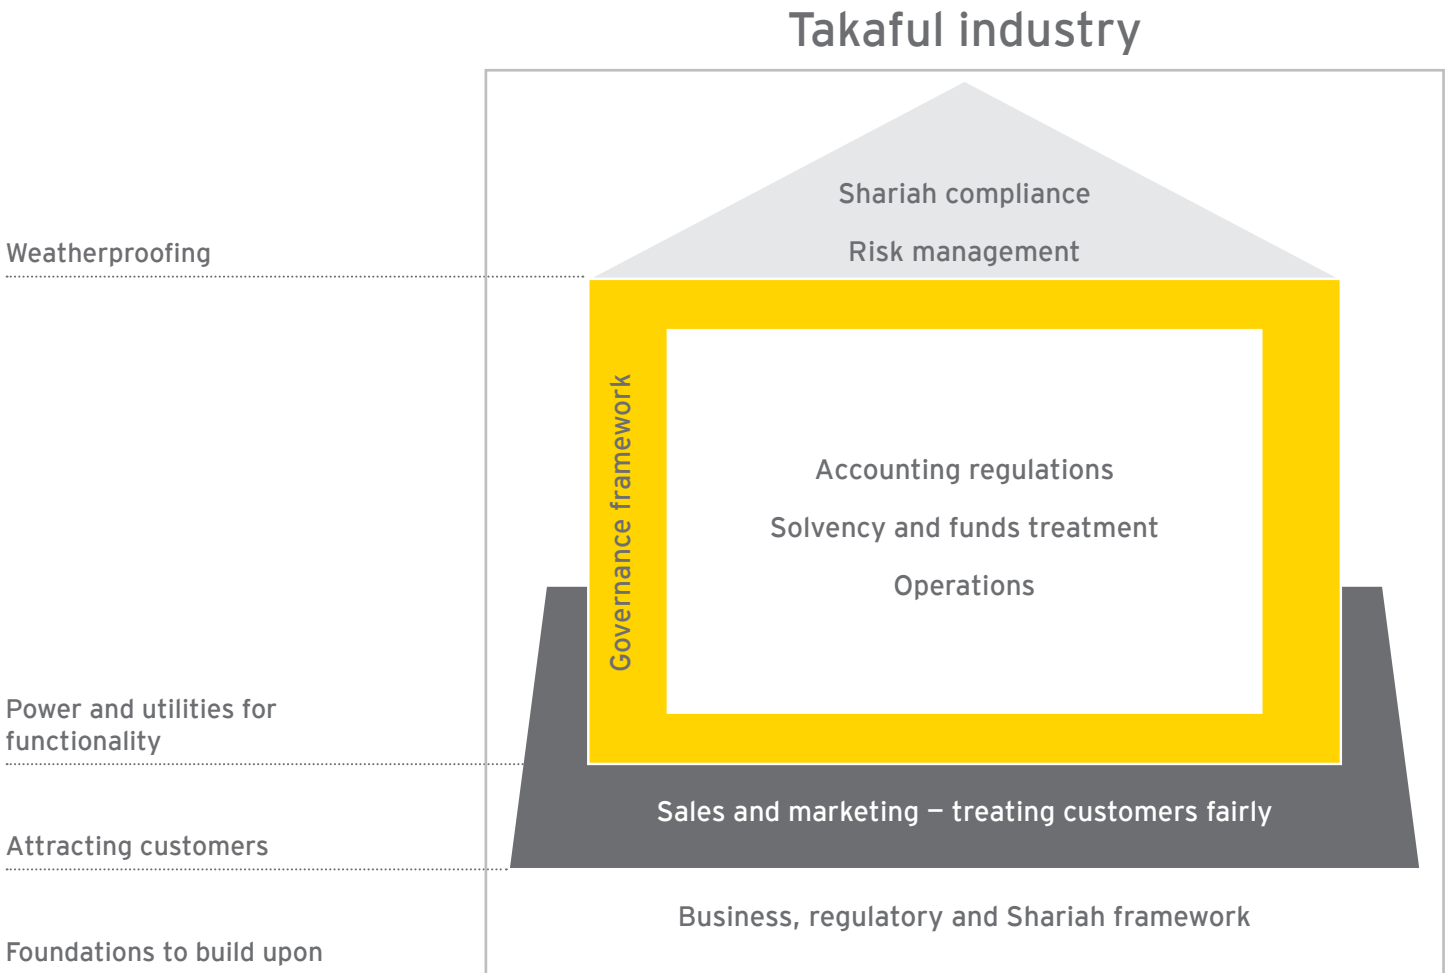 Takaful industry
Shariah compliance
Weatherproofing
Risk management
Governance framework
Accounting regulations
Solvency and funds treatment
Operations
Power and utilities for
functionality
Sales and marketing – treating customers fairly
Attracting customers
Business, regulatory and Shariah framework
Foundations to build upon